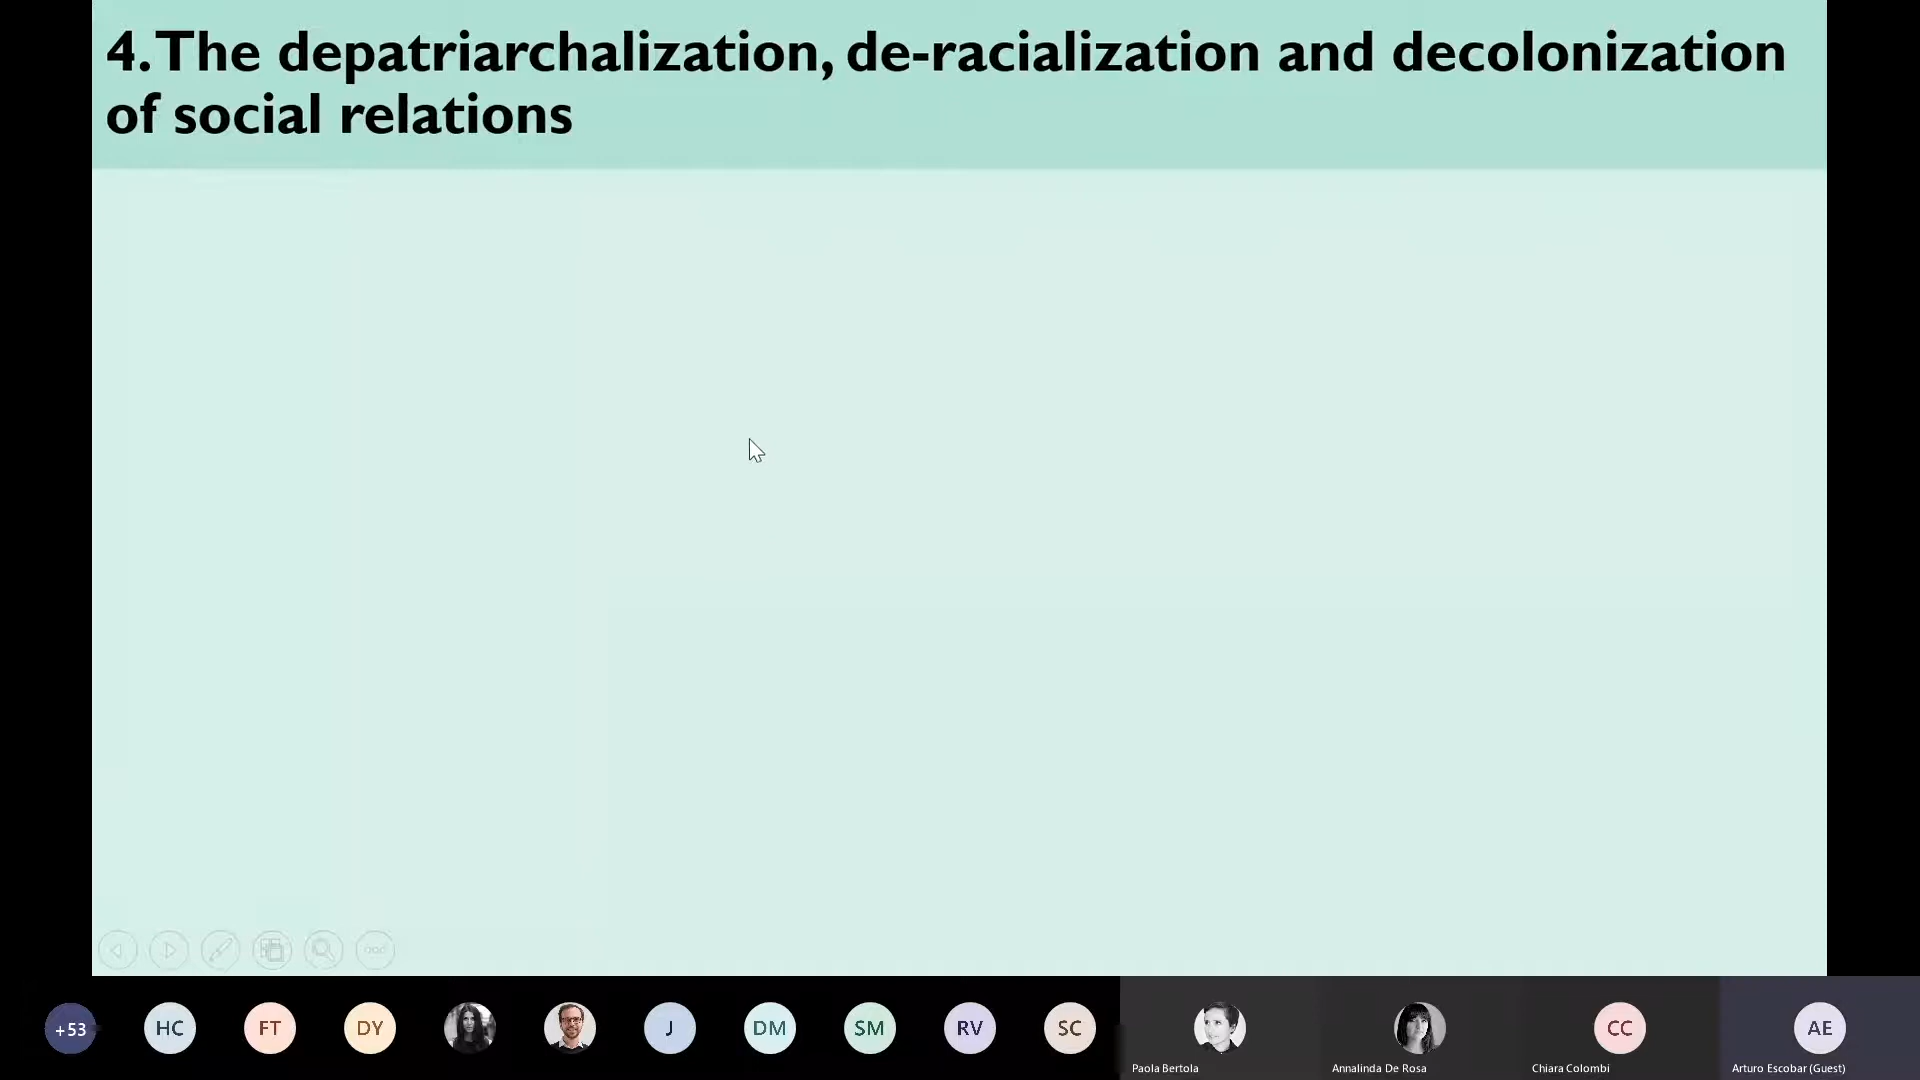 4. The depatriarchalization, de-racialization and decolonization
of social relations
+53
HC
FT
DY
J
DM
SM
RV
SC
CC
AE
Paola Bertola
Annalinda De Rosa
Chiara Colombi
Arturo Escobar (Guest)